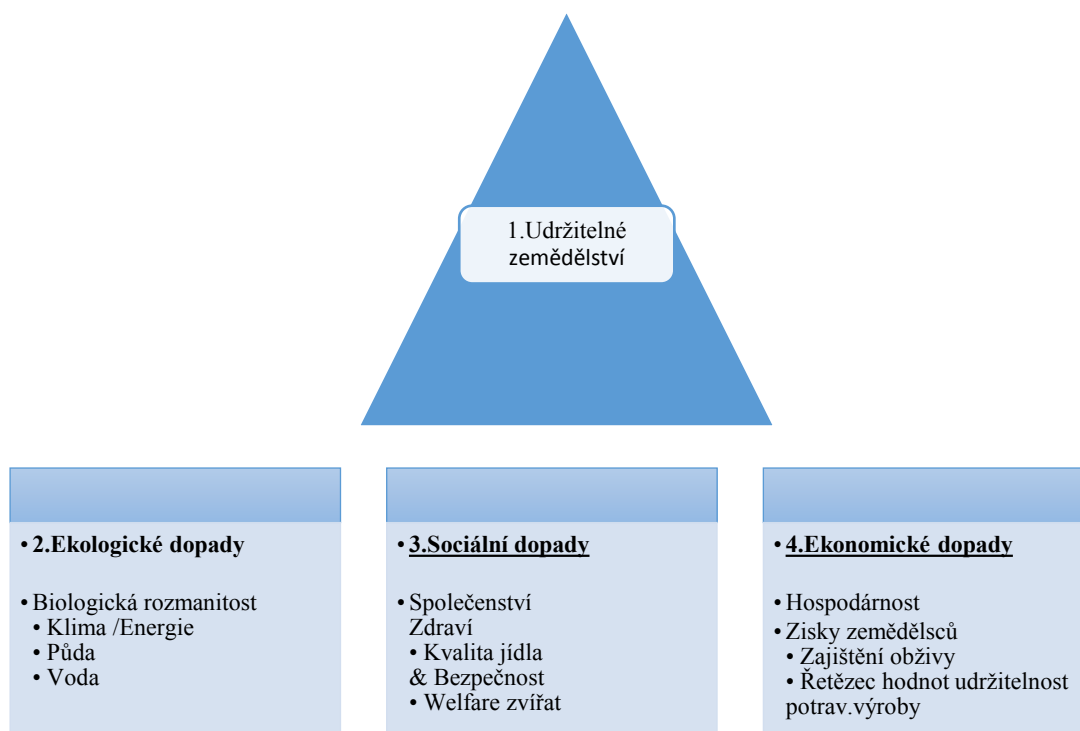 1.Udržitelné
zemědělství
• 2.Ekologické dopady
• Biologická rozmanitost
• Klima /Energie
• Půda
• Voda
• 3.Sociální dopady
• Společenství
Zdraví
• Kvalita jídla
& Bezpečnost
• Welfare zvířat
• 4.Ekonomické dopady
• Hospodárnost
• Zisky zemědělsců
• Zajištění obživy
• Řetězec hodnot udržitelnost
potrav.výroby